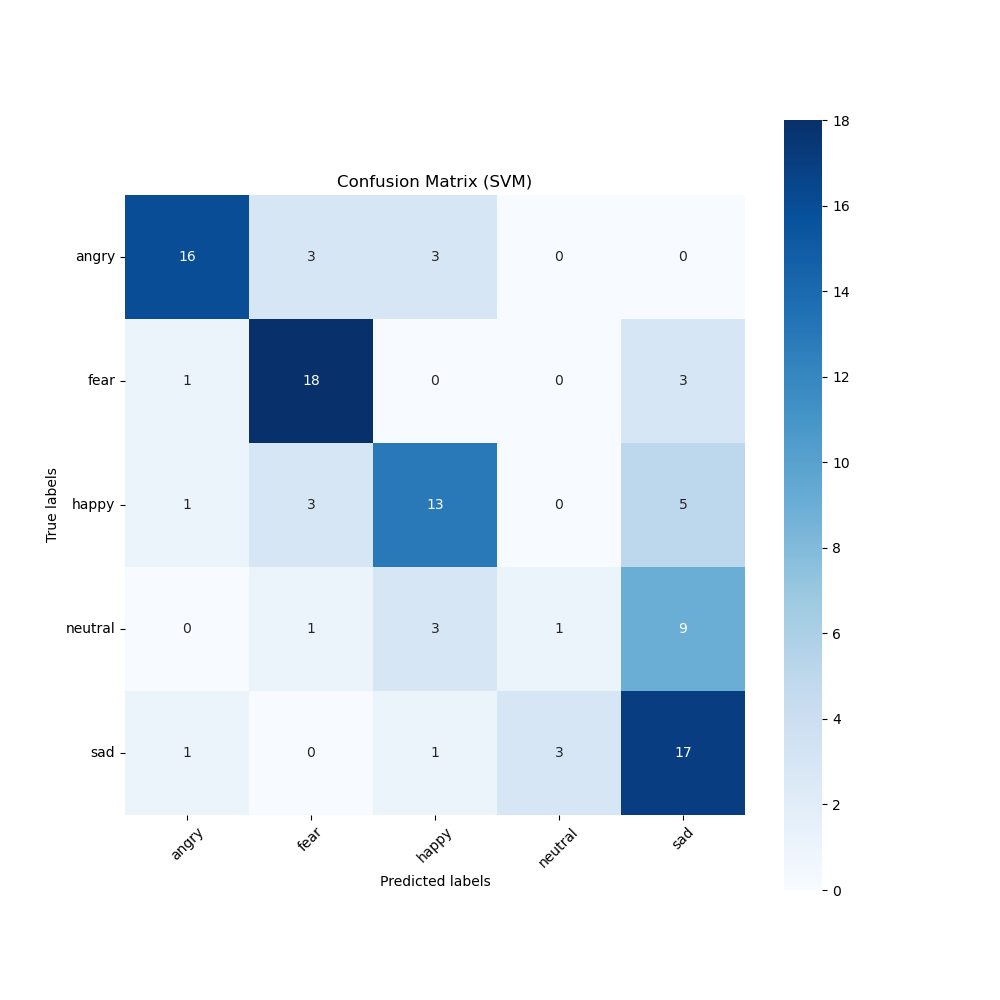 Confusion Matrix (SVM)
18
16
14
12
10
8
6
4
2
0
True labels
angry 16 3 3 0 0
fear 1 18 0 0 3
happy 1 3 13 0 5
neutral 0 1 3 1 9
sad 1 0 1 3 17
angry fear happy neutral sad
Predicted labels